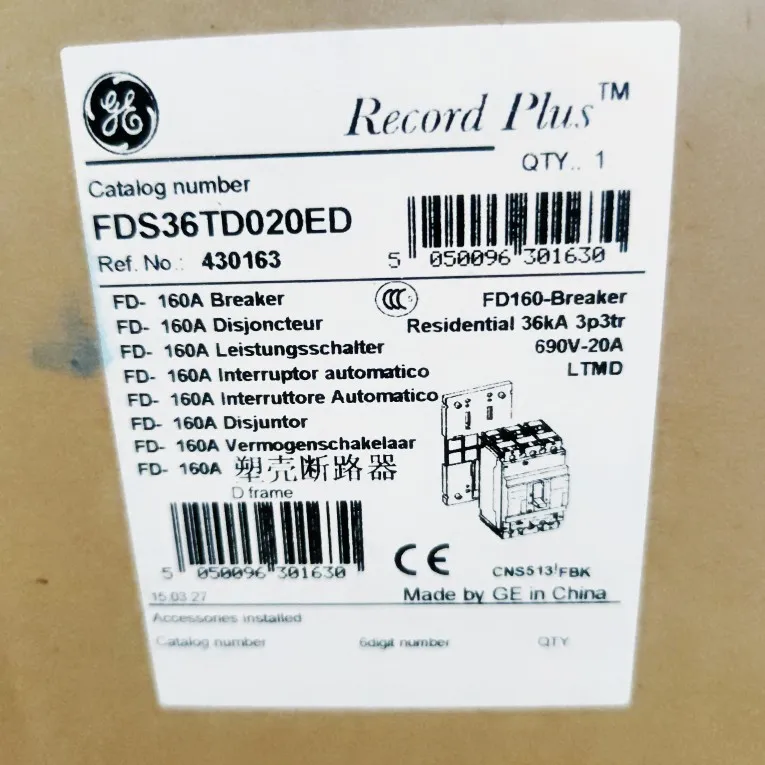 GE
Record Plus™
QTY.. 1
Catalog number
FDS36TD020ED
Ref. No.: 430163
5 050096 301630
FD- 160A Breaker
FD- 160A Disjoncteur
FD- 160A Leistungsschalter
FD- 160A Interruptor automatico
FD- 160A Interruttore Automatico
FD- 160A Disjuntor
FD- 160A Vermogenschakelaar
FD- 160A 塑壳断路器
D frame
CCC
FD160-Breaker
Residential 36kA 3p3tr
690V-20A
LTMD
5 050096 301630
CE
CNS513/FBK
15.03.27
Made by GE in China
Accessories installed
Catalog number 6digit number QTY